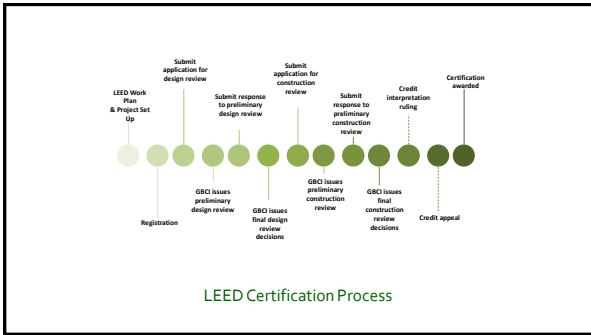 LEED Work
Plan
& Project Set
Up
Registration
Submit
application for
design review
GBCI issues
preliminary
design review
Submit response
to preliminary
design review
GBCI issues
final design
review
decisions
Submit
application for
construction
review
GBCI issues
preliminary
construction
review
Submit
response to
preliminary
construction
review
GBCI issues
final
construction
review
decisions
Credit
interpretation
ruling
Credit appeal
Certification
awarded
LEED Certification Process